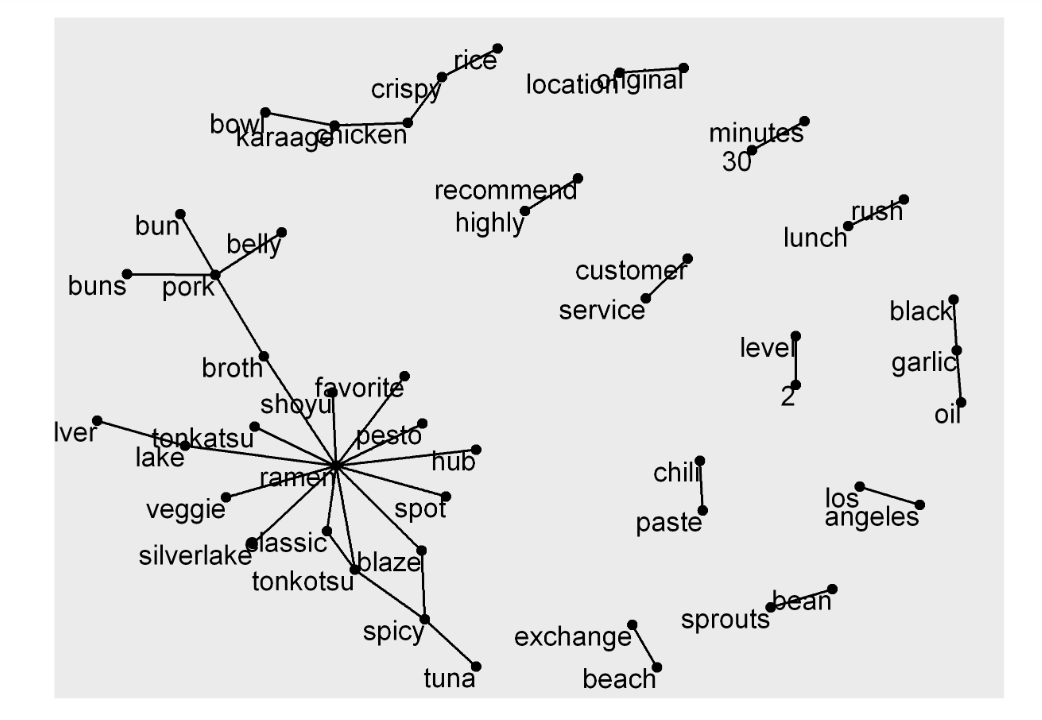 rice
crispy
location
original
bowl
karaage
chicken
minutes
30
recommend
highly
rush
lunch
bun
belly
buns
pork
customer
service
black
garlic
oil
level
2
broth
favorite
shoyu
lver
lake
tonkatsu
pesto
hub
ramen
veggie
spot
chili
paste
los
angeles
silverlake
classic
blaze
tonkotsu
spicy
tuna
exchange
beach
bean
sprouts